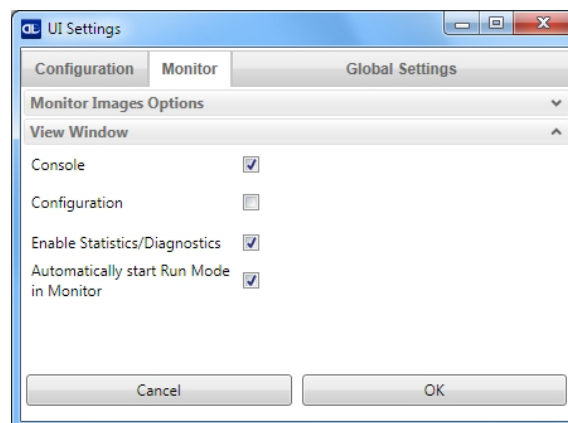 UI Settings
Configuration Monitor Global Settings
Monitor Images Options
View Window
Console
Configuration
Enable Statistics/Diagnostics
Automatically start Run Mode
in Monitor
Cancel OK